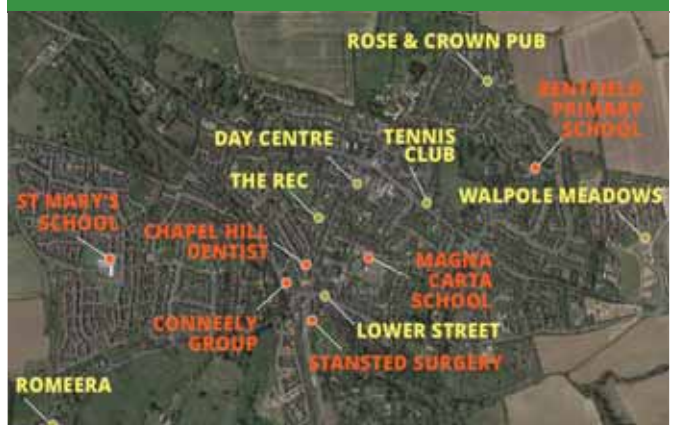 ROSE & CROWN PUB
BENTFIELD
PRIMARY
SCHOOL
DAY CENTRE
TENNIS
CLUB
THE REC
WALPOLE MEADOWS
ST MARY'S
SCHOOL
CHAPEL HILL
DENTIST
MAGNA
CARTA
SCHOOL
CONNEELY
GROUP
LOWER STREET
STANSTED SURGERY
ROMEERA